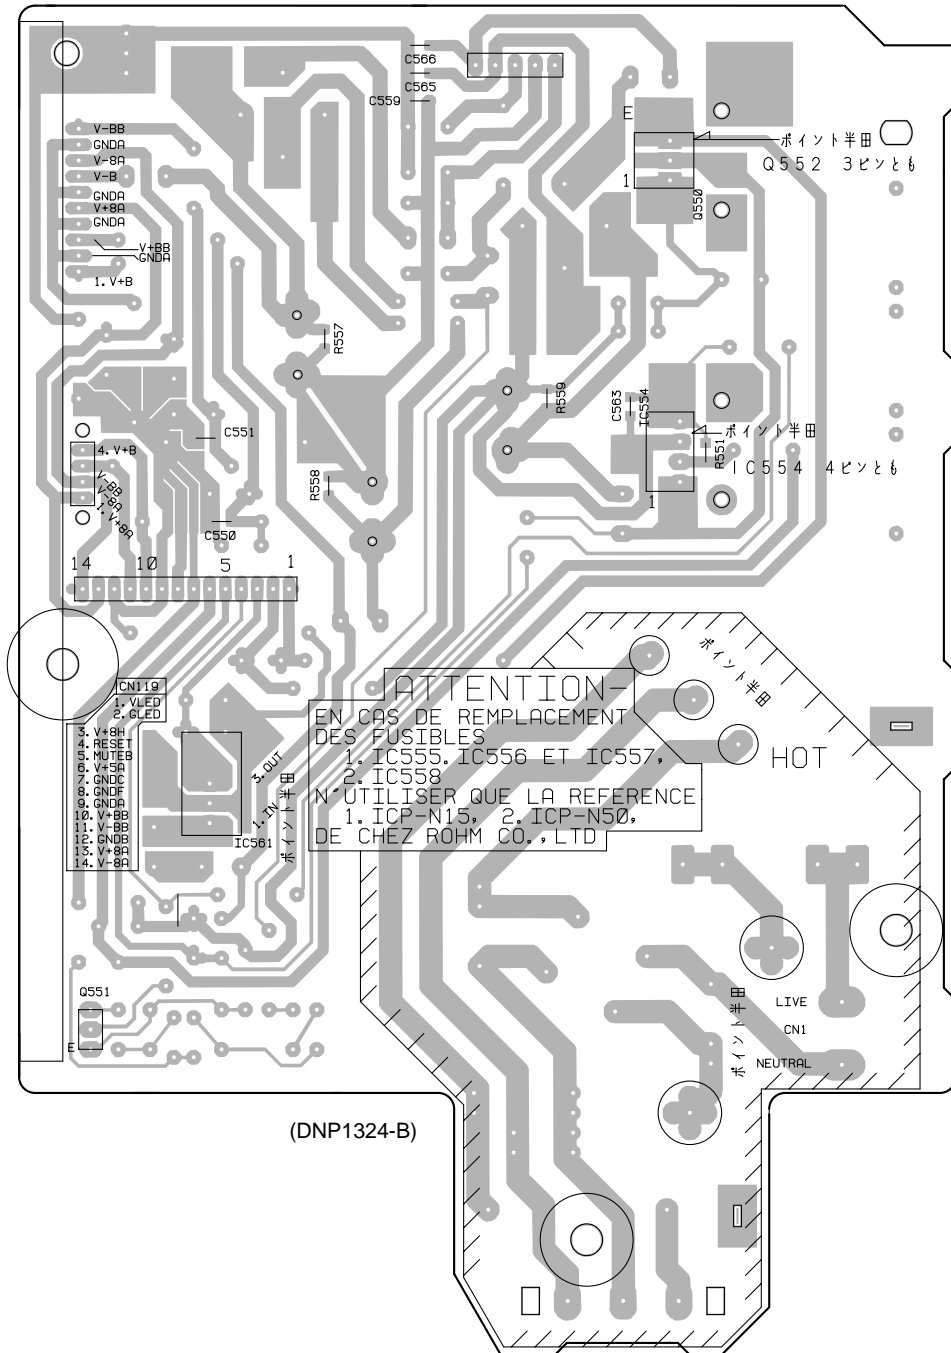 C566
C565
C559
E
V-BB
GNDA
V-8A
V-B
GNDA
V+8A
GNDA
V+BB
GNDA
1. V+B
ポイント半田
Q552 3ピンとも
1
Q550
R557
R559
C563
IC554
ポイント半田
R551
IC554 4ピンとも
1
C551
4. V+B
V-BB
V-8A
1. V+8A
R558
C550
14
10
5
1
ポイント半田
CN119
1. VLED
2. GLED
3. V+8H
4. RESET
5. MUTEB
6. V+5A
7. GNDC
8. GNDF
9. GNDA
10. V+BB
11. V-BB
12. GNDB
13. V+8A
14. V-8A
3. OUT
1. IN
ポイント半田
IC561
ATTENTION-
EN CAS DE REMPLACEMENT
DES FUSIBLES
1. IC555. IC556 ET IC557,
2. IC558
N'UTILISER QUE LA REFERENCE
1. ICP-N15, 2. ICP-N50,
DE CHEZ ROHM CO., LTD
HOT
Q551
E
ポイント半田
LIVE
CN1
NEUTRAL
(DNP1324-B)